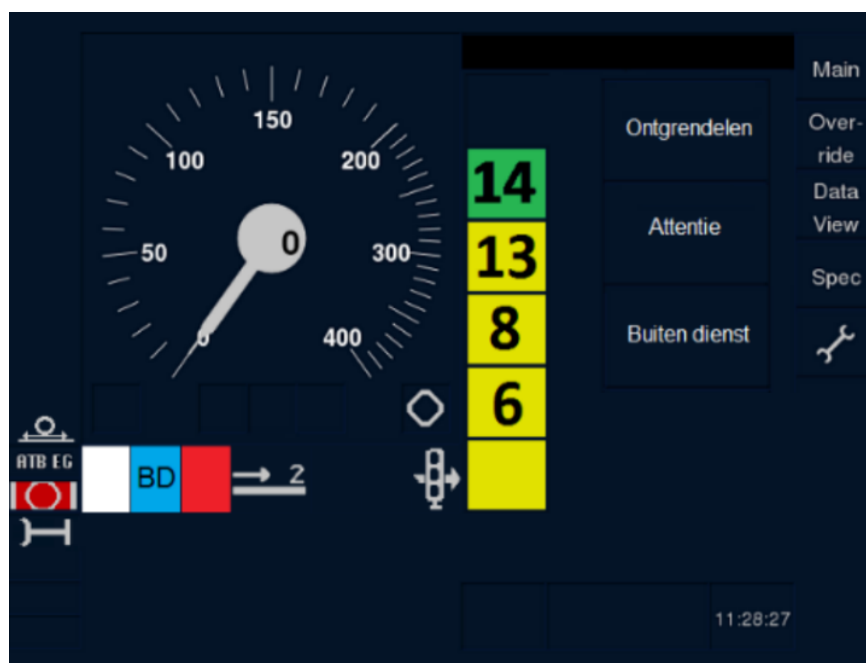 Main
150
Ontgrendelen
Over-
ride
100
200
14
Data
View
Attentie
0
50
300
13
Spec
0
400
8
Buiten dienst
6
ATB EG
BD
2
11:28:27